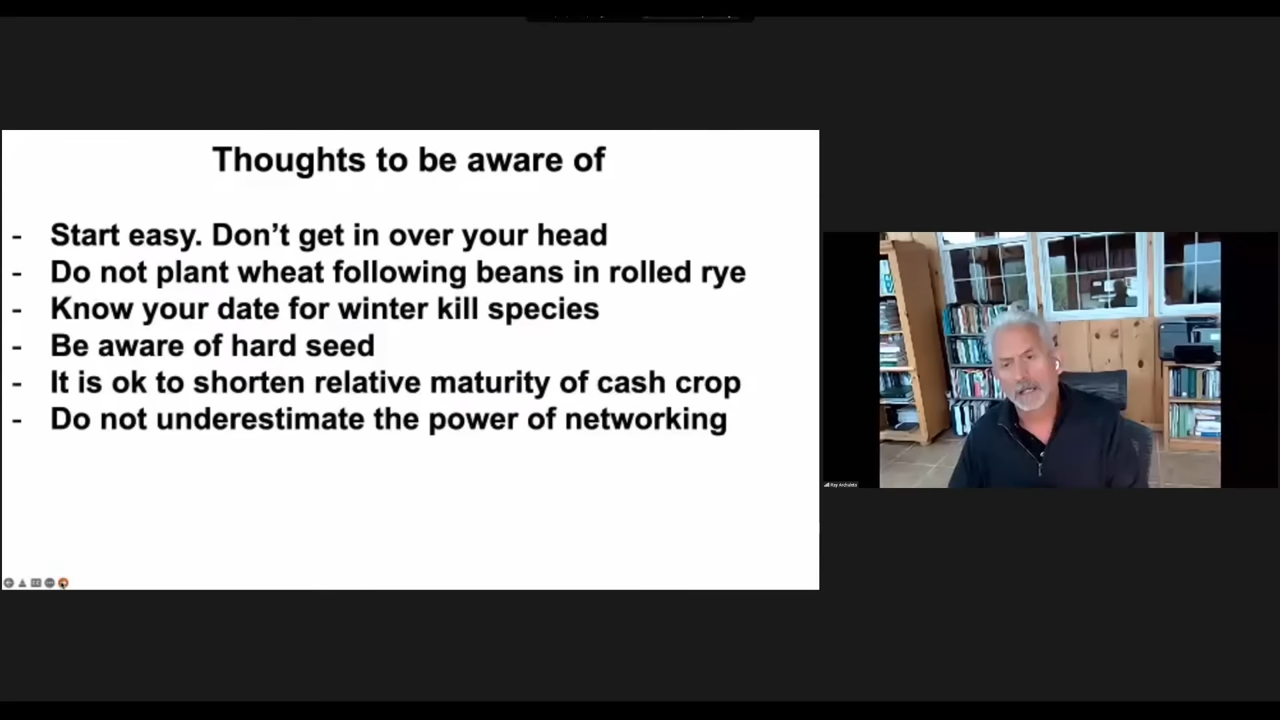 Thoughts to be aware of
- Start easy. Don’t get in over your head
- Do not plant wheat following beans in rolled rye
- Know your date for winter kill species
- Be aware of hard seed
- It is ok to shorten relative maturity of cash crop
- Do not underestimate the power of networking
Ray Archuleta